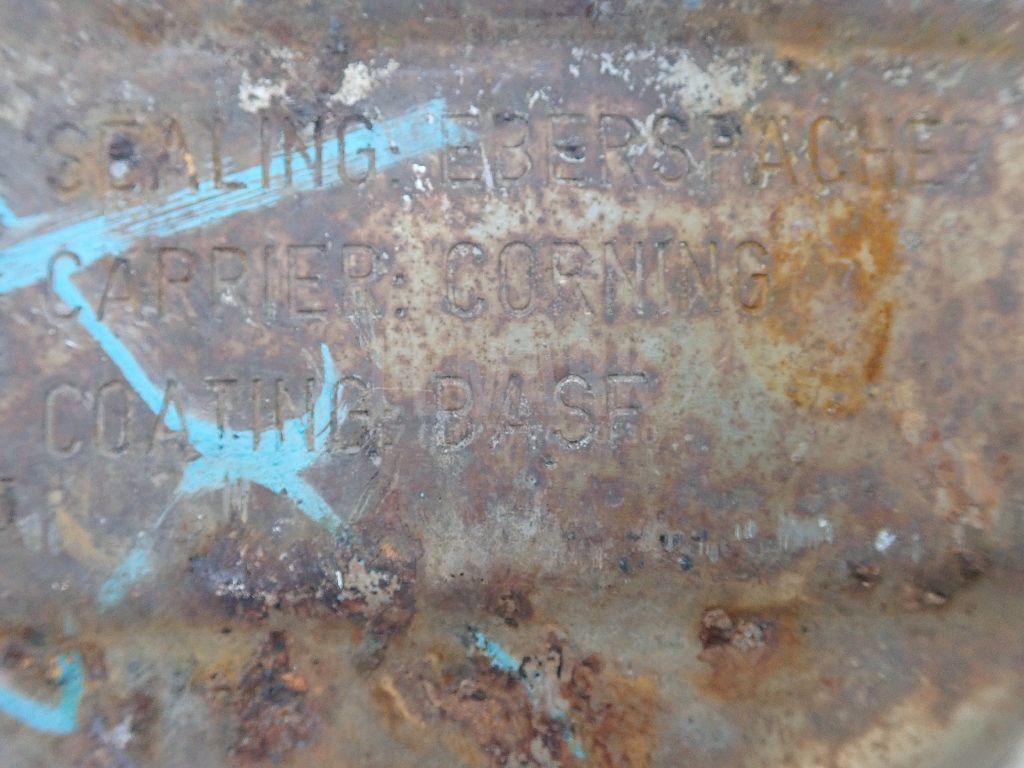 SEALING: EBERSPACHER
CARRIER: CORNING
COATING: BASF